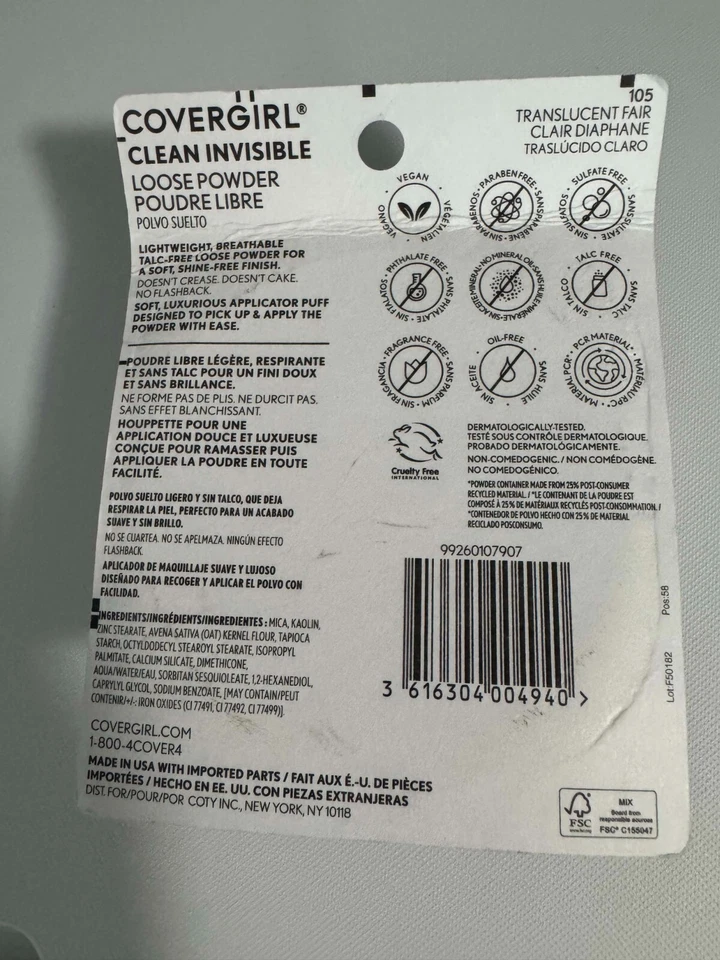 COVERGIRL®
CLEAN INVISIBLE
LOOSE POWDER
POUDRE LIBRE
POLVO SUELTO
LIGHTWEIGHT, BREATHABLE
TALC-FREE LOOSE POWDER FOR
A SOFT, SHINE-FREE FINISH.
DOESN'T CREASE. DOESN'T CAKE.
NO FLASHBACK.
SOFT, LUXURIOUS APPLICATOR PUFF
DESIGNED TO PICK UP & APPLY THE
POWDER WITH EASE.
POUDRE LIBRE LÉGÈRE, RESPIRANTE
ET SANS TALC POUR UN FINI DOUX
ET SANS BRILLANCE.
NE FORME PAS DE PLIS. NE DURCIT PAS.
SANS EFFET BLANCHISSANT.
HOUPPETTE POUR UNE
APPLICATION DOUCE ET LUXUEUSE
CONÇUE POUR RAMASSER PUIS
APPLIQUER LA POUDRE EN TOUTE
FACILITÉ.
POLVO SUELTO LIGERO Y SIN TALCO, QUE DEJA
RESPIRAR LA PIEL, PERFECTO PARA UN ACABADO
SUAVE Y SIN BRILLO.
NO SE CUARTEA. NO SE APELMAZA. NINGÚN EFECTO
FLASHBACK.
APLICADOR DE MAQUILLAJE SUAVE Y LUJOSO
DISEÑADO PARA RECOGER Y APLICAR EL POLVO CON
FACILIDAD.
INGREDIENTS/INGRÉDIENTS/INGREDIENTES : MICA, KAOLIN,
ZINC STEARATE, AVENA SATIVA (OAT) KERNEL FLOUR, TAPIOCA
STARCH, OCTYLDODECYL STEAROYL STEARATE, ISOPROPYL
PALMITATE, CALCIUM SILICATE, DIMETHICONE,
AQUA/WATER/EAU, SORBITAN SESQUIOLEATE, 1,2-HEXANEDIOL,
CAPRYLYL GLYCOL, SODIUM BENZOATE, [MAY CONTAIN/PEUT
CONTENIR/+/-: IRON OXIDES (CI 77491, CI 77492, CI 77499)].
COVERGIRL.COM
1-800-4COVER4
MADE IN USA WITH IMPORTED PARTS / FAIT AUX É.-U. DE PIÈCES
IMPORTÉES / HECHO EN EE. UU. CON PIEZAS EXTRANJERAS
DIST. FOR/POUR/POR COTY INC., NEW YORK, NY 10118
105
TRANSLUCENT FAIR
CLAIR DIAPHANE
TRASLÚCIDO CLARO
VEGAN · VÉGÉTALIEN · VEGANO
PARABEN FREE · SANS PARABÈNE · SIN PARABENOS
SULFATE FREE · SANS SULFATE · SIN SULFATOS
PHTHALATE FREE · SANS PHTALATE · SIN FTALATOS
NO MINERAL OIL · SANS HUILE MINÉRALE · SIN ACEITE MINERAL
TALC FREE · SANS TALC · SIN TALCO
FRAGRANCE FREE · SANS PARFUM · SIN FRAGANCIA
OIL-FREE · SANS HUILE · SIN ACEITE
PCR MATERIAL* · MATÉRIAU RPC* · MATERIAL PCR*
Cruelty Free
INTERNATIONAL
DERMATOLOGICALLY-TESTED.
TESTÉ SOUS CONTRÔLE DERMATOLOGIQUE.
PROBADO DERMATOLÓGICAMENTE.
NON-COMEDOGENIC. / NON COMÉDOGÈNE.
NO COMEDOGÉNICO.
*POWDER CONTAINER MADE FROM 25% POST-CONSUMER
RECYCLED MATERIAL. / *LE CONTENANT DE LA POUDRE EST
COMPOSÉ À 25% DE MATÉRIAUX RECYCLÉS POST-CONSOMMATION. /
*CONTENEDOR DE POLVO HECHO CON 25% DE MATERIAL
RECICLADO POSCONSUMO.
99260107907
3 616304 004940 >
Pos:58
Lot:F50182
FSC
www.fsc.org
MIX
Board from
responsible sources
FSC® C155047